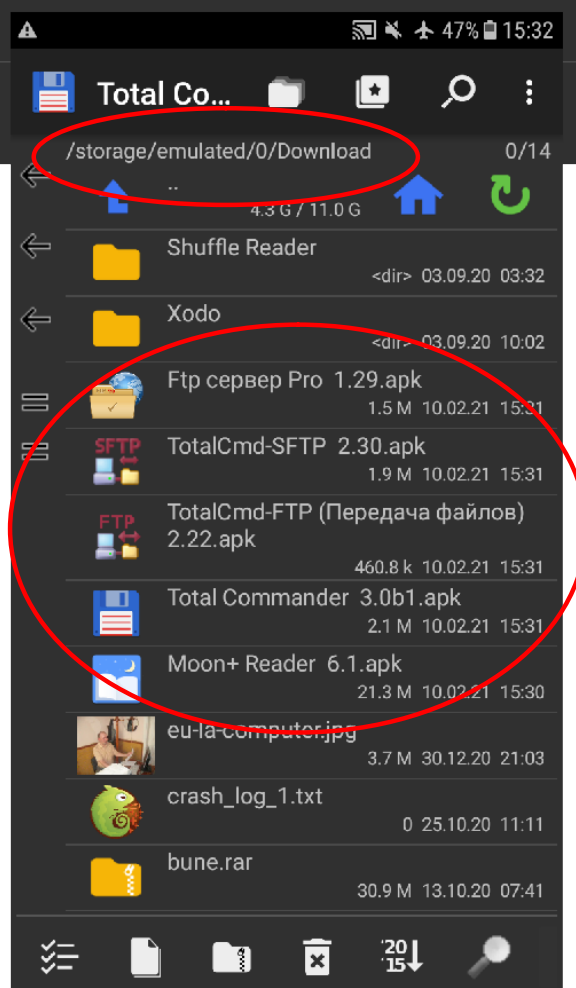 47% 15:32
Total Co...
/storage/emulated/0/Download 0/14
..
4.3 G / 11.0 G
Shuffle Reader
<dir> 03.09.20 03:32
Xodo
<dir> 03.09.20 10:02
Ftp сервер Pro 1.29.apk
1.5 M 10.02.21 15:31
SFTP
TotalCmd-SFTP 2.30.apk
1.9 M 10.02.21 15:31
FTP
TotalCmd-FTP (Передача файлов)
2.22.apk
460.8 k 10.02.21 15:31
Total Commander 3.0b1.apk
2.1 M 10.02.21 15:31
Moon+ Reader 6.1.apk
21.3 M 10.02.21 15:30
eu-la-computer.jpg
3.7 M 30.12.20 21:03
crash_log_1.txt
0 25.10.20 11:11
bune.rar
30.9 M 13.10.20 07:41
'20
'15